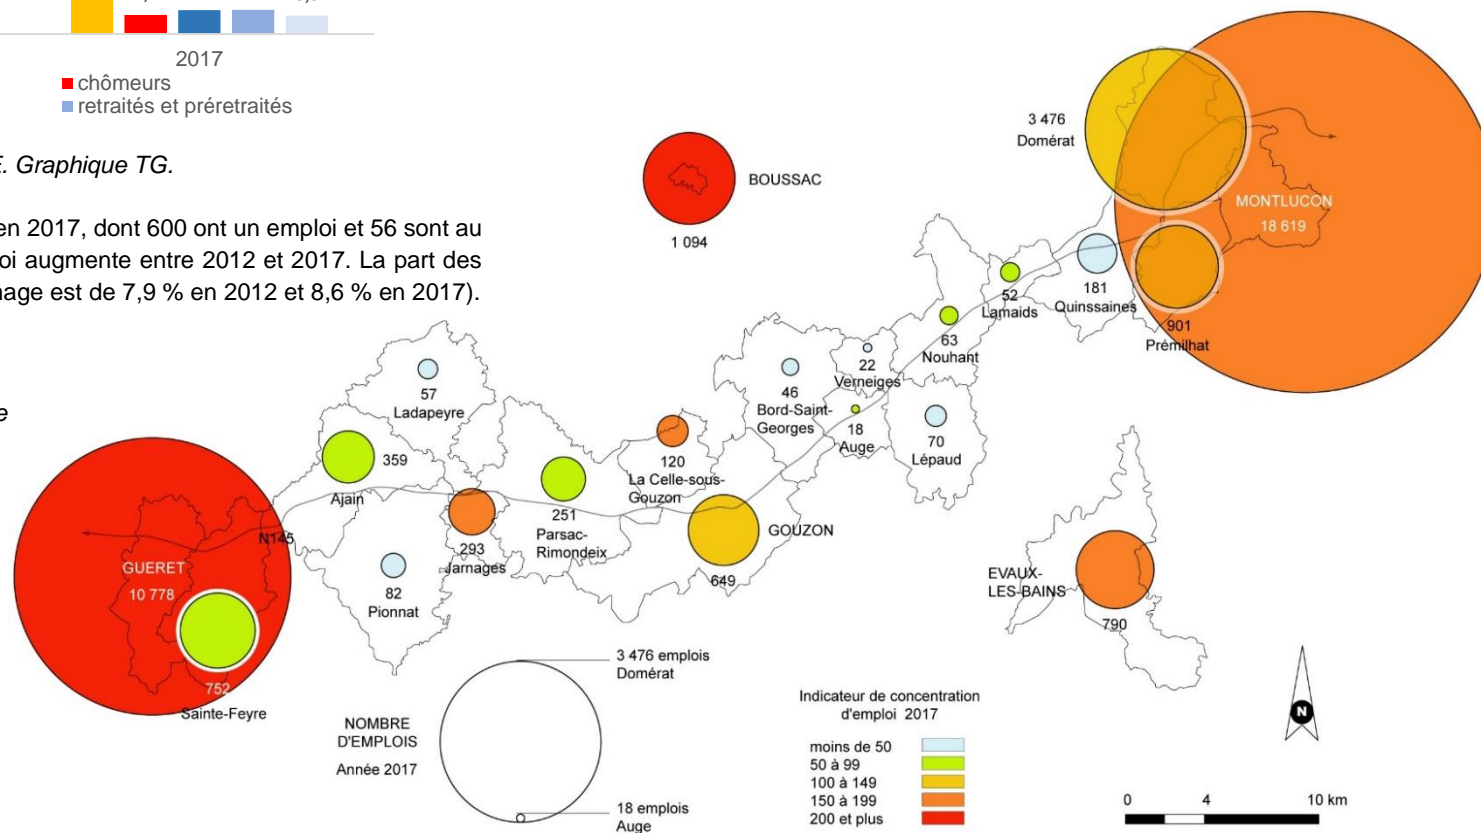 2017
chômeurs
retraités et préretraités
E. Graphique TG.
en 2017, dont 600 ont un emploi et 56 sont au
oi augmente entre 2012 et 2017. La part des
nage est de 7,9 % en 2012 et 8,6 % en 2017).
e
3 476
Domérat
MONTLUCON
18 619
BOUSSAC
1 094
52
Lamaids
181
Quinssaines
901
Prémilhat
63
Nouhant
22
Verneiges
46
Bord-Saint-
Georges
18
Auge
70
Lépaud
57
Ladapeyre
359
Ajain
120
La Celle-sous-
Gouzon
251
Parsac-
Rimondeix
293
Jarnages
GOUZON
649
N145
GUERET
10 778
82
Pionnat
752
Sainte-Feyre
EVAUX-
LES-BAINS
790
NOMBRE
D'EMPLOIS
Année 2017
3 476 emplois
Domérat
18 emplois
Auge
Indicateur de concentration
d'emploi 2017
moins de 50
50 à 99
100 à 149
150 à 199
200 et plus
N
0 4 10 km